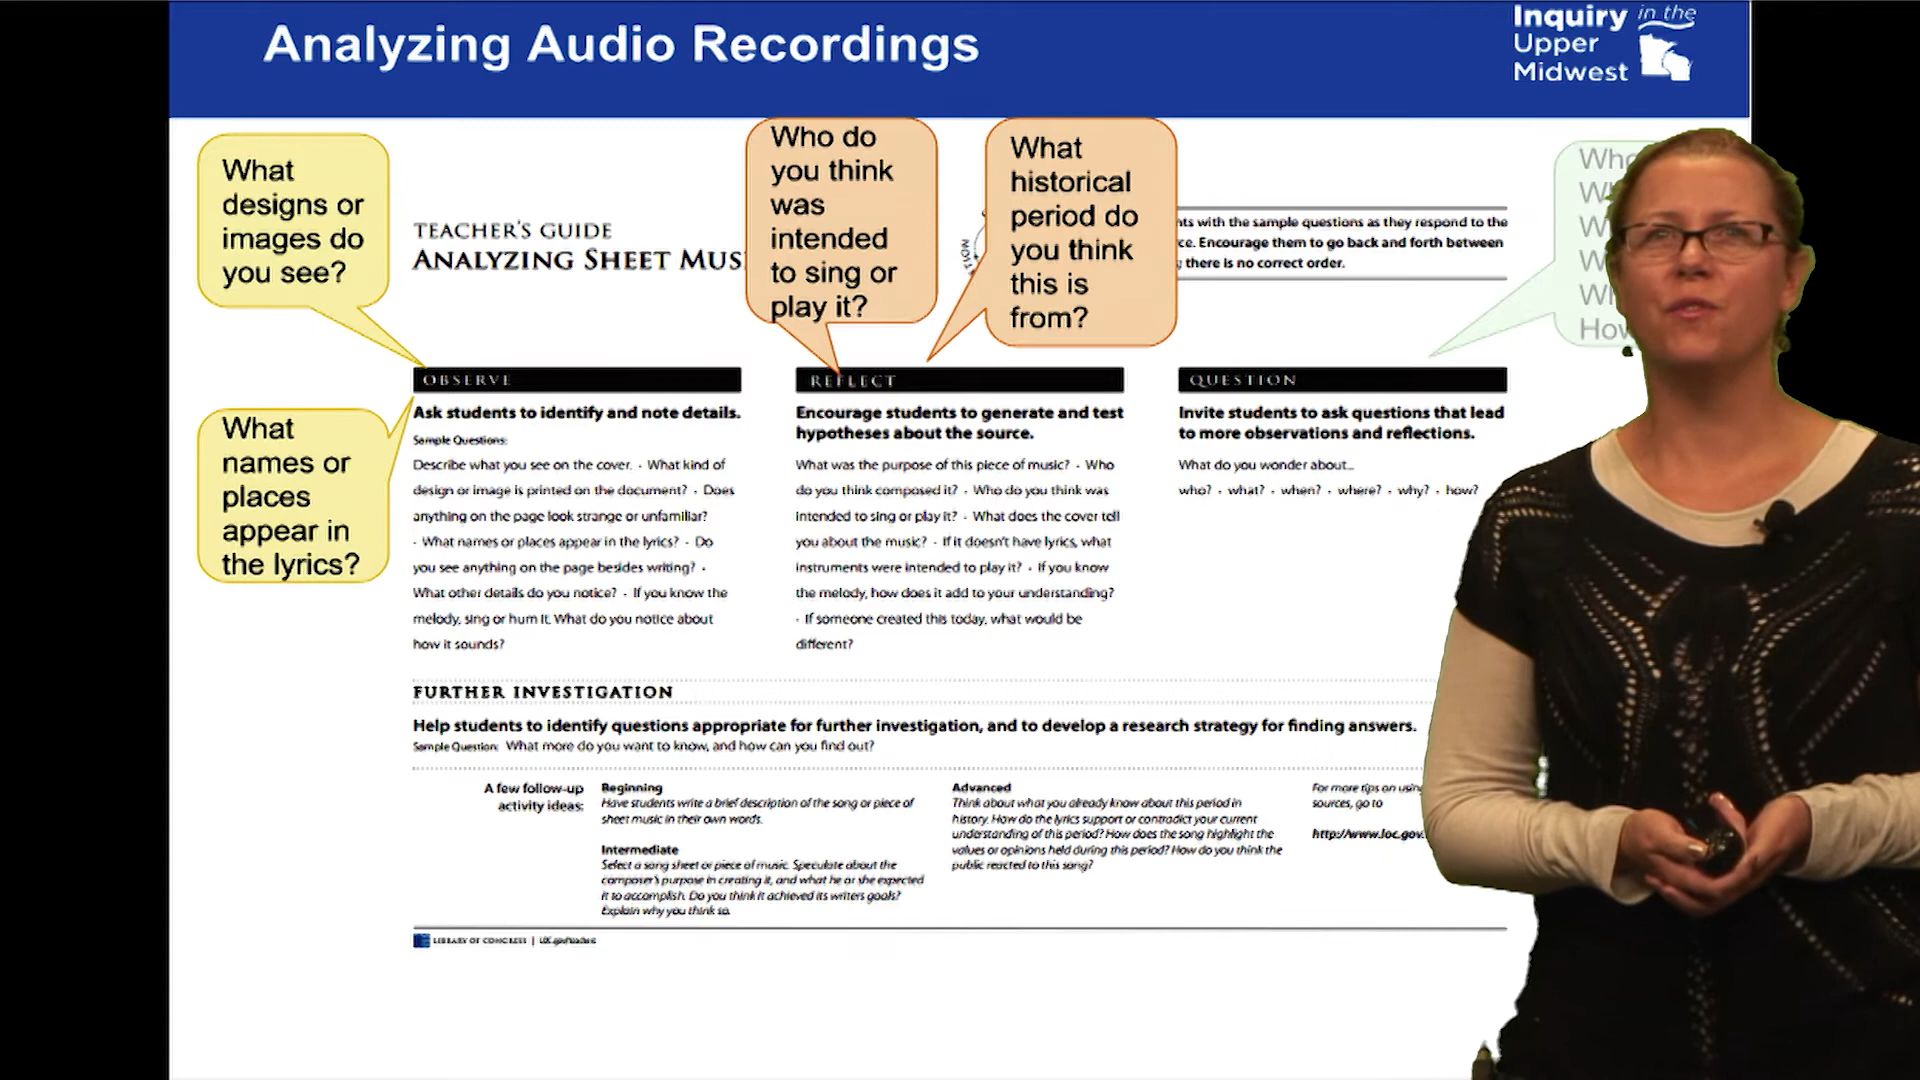 Analyzing Audio Recordings
Inquiry in the
Upper
Midwest
What
designs or
images do
you see?
Who do
you think
was
intended
to sing or
play it?
What
historical
period do
you think
this is
from?
TEACHER'S GUIDE
ANALYZING SHEET MUS
nts with the sample questions as they respond to the
ce. Encourage them to go back and forth between
there is no correct order.
What
names or
places
appear in
the lyrics?
OBSERVE
Ask students to identify and note details.
Sample Questions:
Describe what you see on the cover. · What kind of
design or image is printed on the document? · Does
anything on the page look strange or unfamiliar?
· What names or places appear in the lyrics? · Do
you see anything on the page besides writing? ·
What other details do you notice? · If you know the
melody, sing or hum it. What do you notice about
how it sounds?
REFLECT
Encourage students to generate and test
hypotheses about the source.
What was the purpose of this piece of music? · Who
do you think composed it? · Who do you think was
intended to sing or play it? · What does the cover tell
you about the music? · If it doesn't have lyrics, what
instruments were intended to play it? · If you know
the melody, how does it add to your understanding?
· If someone created this today, what would be
different?
QUESTION
Invite students to ask questions that lead
to more observations and reflections.
What do you wonder about...
who? · what? · when? · where? · why? · how?
How
FURTHER INVESTIGATION
Help students to identify questions appropriate for further investigation, and to develop a research strategy for finding answers.
Sample Question: What more do you want to know, and how can you find out?
A few follow-up
activity ideas:
Beginning
Have students write a brief description of the song or piece of
sheet music in their own words.
Intermediate
Select a song sheet or piece of music. Speculate about the
composer's purpose in creating it, and what he or she expected
it to accomplish. Do you think it achieved its writers goals?
Explain why you think so.
Advanced
Think about what you already know about this period in
history. How do the lyrics support or contradict your current
understanding of this period? How does the song highlight the
values or opinions held during this period? How do you think the
public reacted to this song?
For more tips on usin
sources, go to
http://www.loc.gov.
LIBRARY OF CONGRESS | LOC.gov/teachers